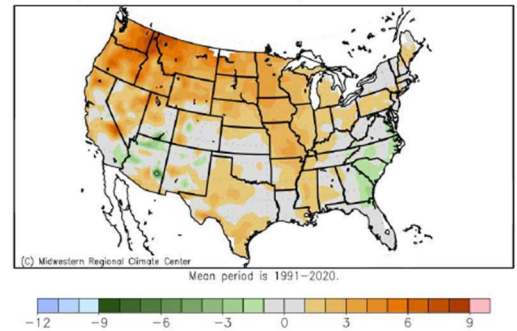 (C) Midwestern Regional Climate Center
Mean period is 1991-2020.
-12 -9 -6 -3 0 3 6 9